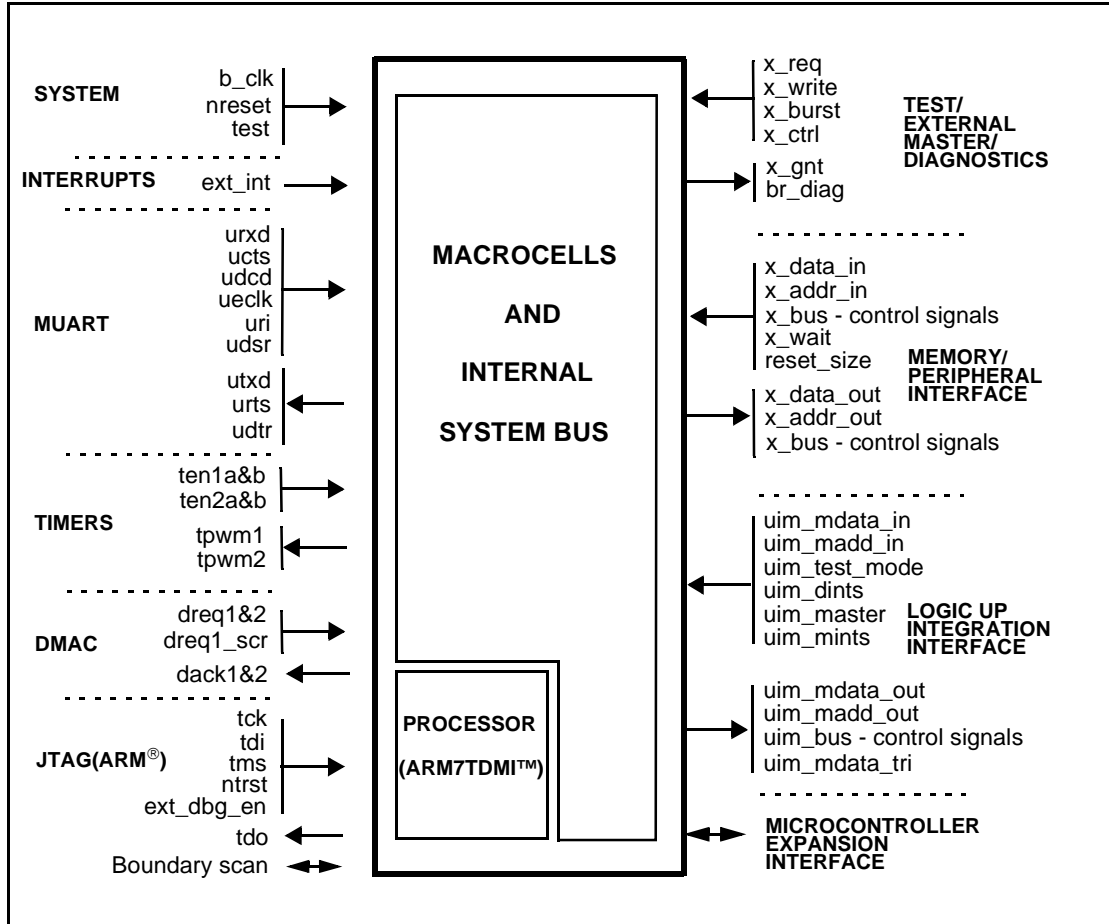 SYSTEM
b_clk
nreset
test
INTERRUPTS
ext_int
MUART
urxd
ucts
udcd
ueclk
uri
udsr
utxd
urts
udtr
TIMERS
ten1a&b
ten2a&b
tpwm1
tpwm2
DMAC
dreq1&2
dreq1_scr
dack1&2
JTAG(ARM®)
tck
tdi
tms
ntrst
ext_dbg_en
tdo
Boundary scan
MACROCELLS
AND
INTERNAL
SYSTEM BUS
PROCESSOR
(ARM7TDMI™)
x_req
x_write
x_burst
x_ctrl
x_gnt
br_diag
TEST/
EXTERNAL
MASTER/
DIAGNOSTICS
x_data_in
x_addr_in
x_bus - control signals
x_wait
reset_size
x_data_out
x_addr_out
x_bus - control signals
MEMORY/
PERIPHERAL
INTERFACE
uim_mdata_in
uim_madd_in
uim_test_mode
uim_dints
uim_master
uim_mints
LOGIC UP
INTEGRATION
INTERFACE
uim_mdata_out
uim_madd_out
uim_bus - control signals
uim_mdata_tri
MICROCONTROLLER
EXPANSION
INTERFACE